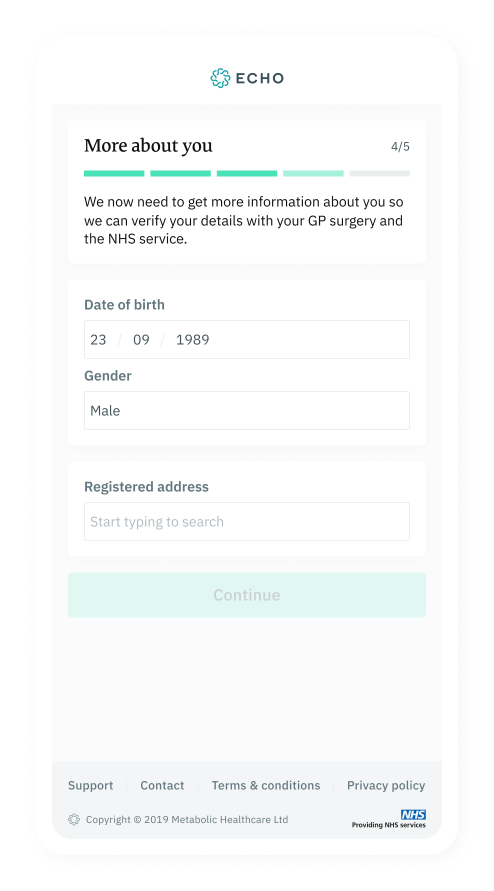 ECHO
More about you
4/5
We now need to get more information about you so
we can verify your details with your GP surgery and
the NHS service.
Date of birth
23 / 09 / 1989
Gender
Male
Registered address
Start typing to search
Continue
Support Contact Terms & conditions Privacy policy
Copyright © 2019 Metabolic Healthcare Ltd
NHS
Providing NHS services